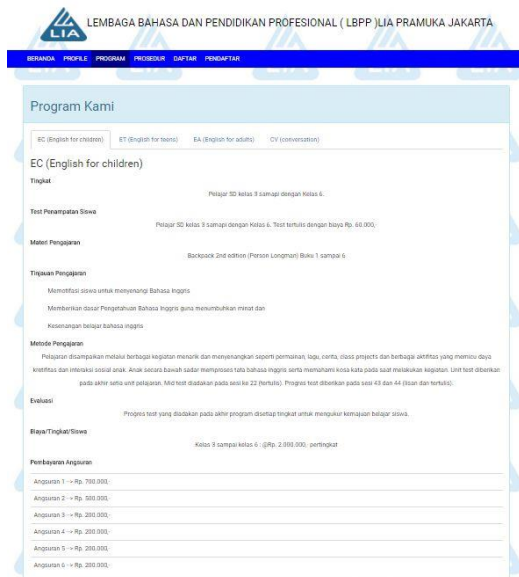 LIA
LEMBAGA BAHASA DAN PENDIDIKAN PROFESIONAL ( LBPP )LIA PRAMUKA JAKARTA
BERANDA PROFILE PROGRAM PROSEDUR DAFTAR PENDAFTAR
Program Kami
EC (English for children) ET (English for teens) EA (English for adults) CV (conversation)
EC (English for children)
Tingkat
Pelajar SD kelas 3 samapi dengan Kelas 6.
Test Penampatan Siswa
Pelajar SD kelas 3 samapi dengan Kelas 6. Test tertulis dengan biaya Rp. 60.000,-
Materi Pengajaran
Backpack 2nd edition (Person Longman) Buku 1 sampai 6
Tinjauan Pengajaran
Memotifasi siswa untuk menyenangi Bahasa Inggris
Memberikan dasar Pengetahuan Bahasa Inggris guna menumbuhkan minat dan
Kesenangan belajar bahasa inggris
Metode Pengajaran
Pelajaran disampaikan melalui berbagai kegiatan menarik dan menyenangkan seperti permainan, lagu, cerita, class projects dan berbagai aktifitas yang memicu daya
kretifitas dan interaksi sosial anak. Anak secara bawah sadar memproses tata bahasa inggris serta memahami kosa kata pada saat melakukan kegiatan. Unit test diberikan
pada akhir setia unit pelajaran. Mid test diadakan pada sesi ke 22 (tertulis). Progres test diberikan pada sesi 43 dan 44 (lisan dan tertulis).
Evaluasi
Progres test yang diadakan pada akhir program disetiap tingkat untuk mengukur kemajuan belajar siswa.
Biaya/Tingkat/Siswa
Kelas 3 sampai kelas 6 : @Rp. 2.000.000,- pertingkat
Pembayaran Angsuran
Angsuran 1 -> Rp. 700.000,-
Angsuran 2 -> Rp. 500.000,-
Angsuran 3 -> Rp. 200.000,-
Angsuran 4 -> Rp. 200.000,-
Angsuran 5 -> Rp. 200.000,-
Angsuran 6 -> Rp. 200.000,-